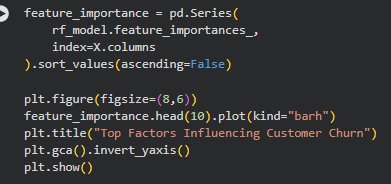 feature_importance = pd.Series(
    rf_model.feature_importances_,
    index=X.columns
).sort_values(ascending=False)

plt.figure(figsize=(8,6))
feature_importance.head(10).plot(kind="barh")
plt.title("Top Factors Influencing Customer Churn")
plt.gca().invert_yaxis()
plt.show()